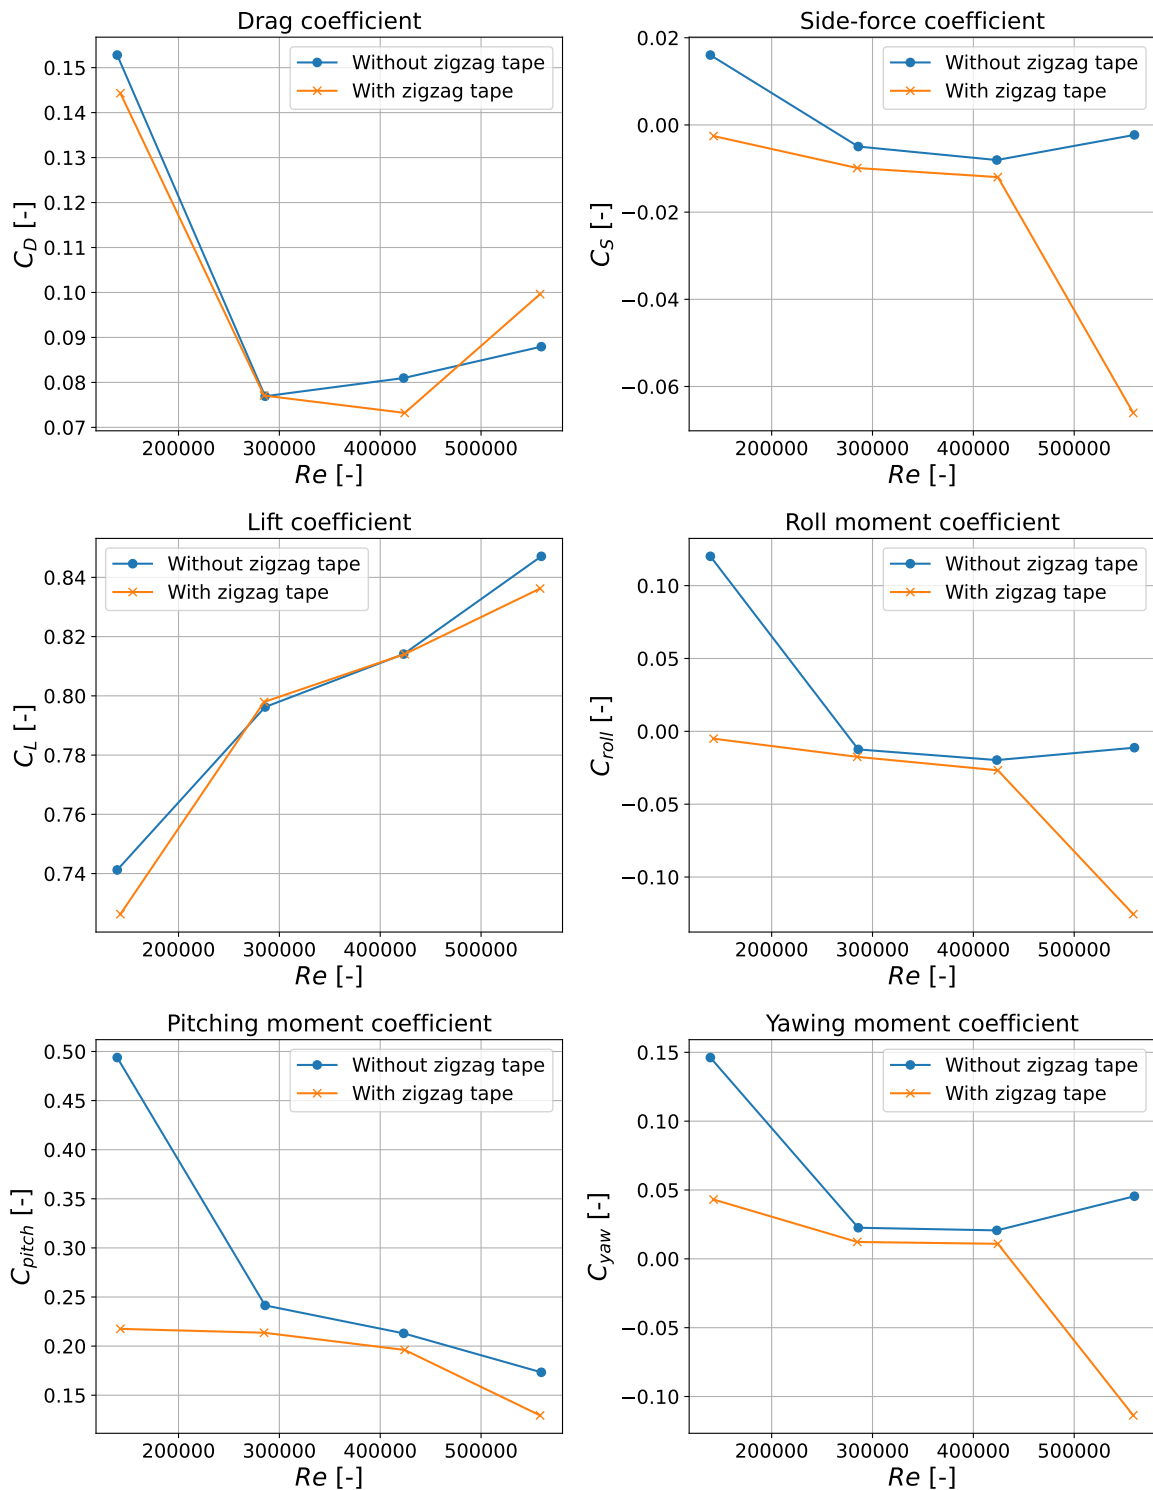 Drag coefficient
Without zigzag tape
With zigzag tape
0.15
0.14
0.13
0.12
0.11
0.10
0.09
0.08
0.07
C_D [-]
200000 300000 400000 500000
Re [-]
Side-force coefficient
Without zigzag tape
With zigzag tape
0.02
0.00
−0.02
−0.04
−0.06
C_S [-]
200000 300000 400000 500000
Re [-]
Lift coefficient
Without zigzag tape
With zigzag tape
0.84
0.82
0.80
0.78
0.76
0.74
C_L [-]
200000 300000 400000 500000
Re [-]
Roll moment coefficient
Without zigzag tape
With zigzag tape
0.10
0.05
0.00
−0.05
−0.10
C_roll [-]
200000 300000 400000 500000
Re [-]
Pitching moment coefficient
Without zigzag tape
With zigzag tape
0.50
0.45
0.40
0.35
0.30
0.25
0.20
0.15
C_pitch [-]
200000 300000 400000 500000
Re [-]
Yawing moment coefficient
Without zigzag tape
With zigzag tape
0.15
0.10
0.05
0.00
−0.05
−0.10
C_yaw [-]
200000 300000 400000 500000
Re [-]